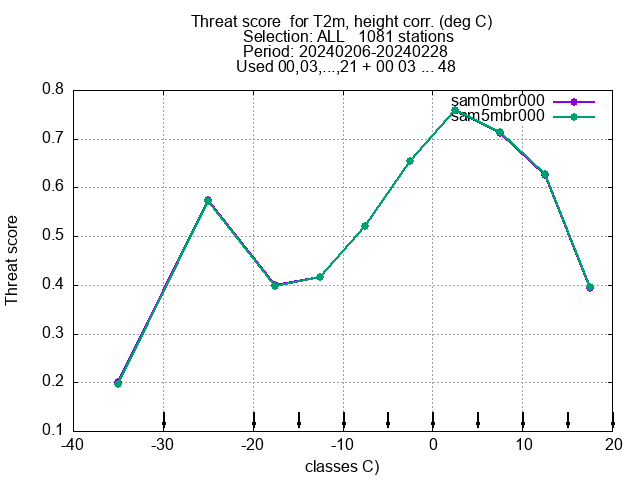 Threat score  for T2m, height corr. (deg C)
Selection: ALL   1081 stations
Period: 20240206-20240228
Used 00,03,...,21 + 00 03 ... 48
sam0mbr000
sam5mbr000
0.8
0.7
0.6
0.5
0.4
0.3
0.2
0.1
Threat score
-40 -30 -20 -10 0 10 20
classes C)